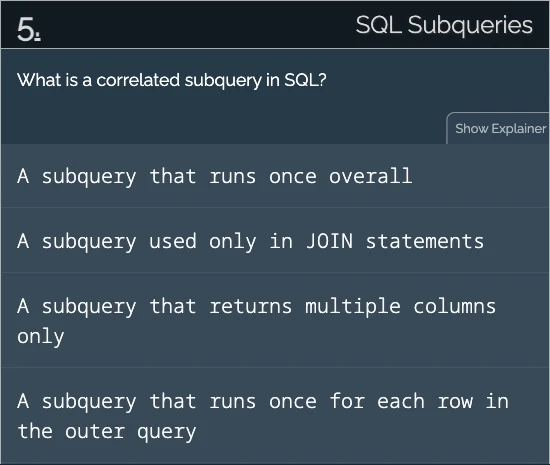 5.
SQL Subqueries
What is a correlated subquery in SQL?
Show Explainer
A subquery that runs once overall
A subquery used only in JOIN statements
A subquery that returns multiple columns
only
A subquery that runs once for each row in
the outer query